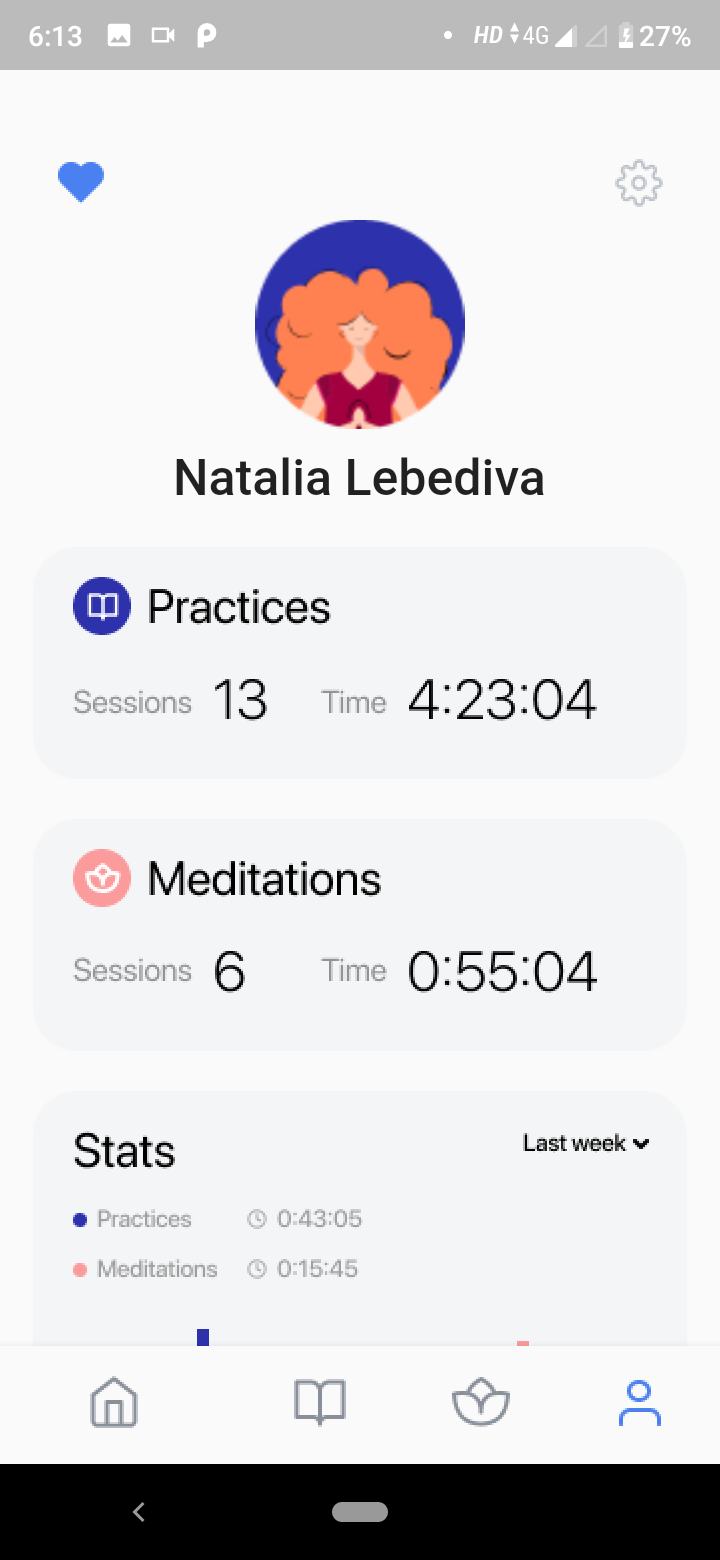 6:13 HD 4G 27%
Natalia Lebediva
Practices
Sessions 13 Time 4:23:04
Meditations
Sessions 6 Time 0:55:04
Stats Last week
Practices 0:43:05
Meditations 0:15:45